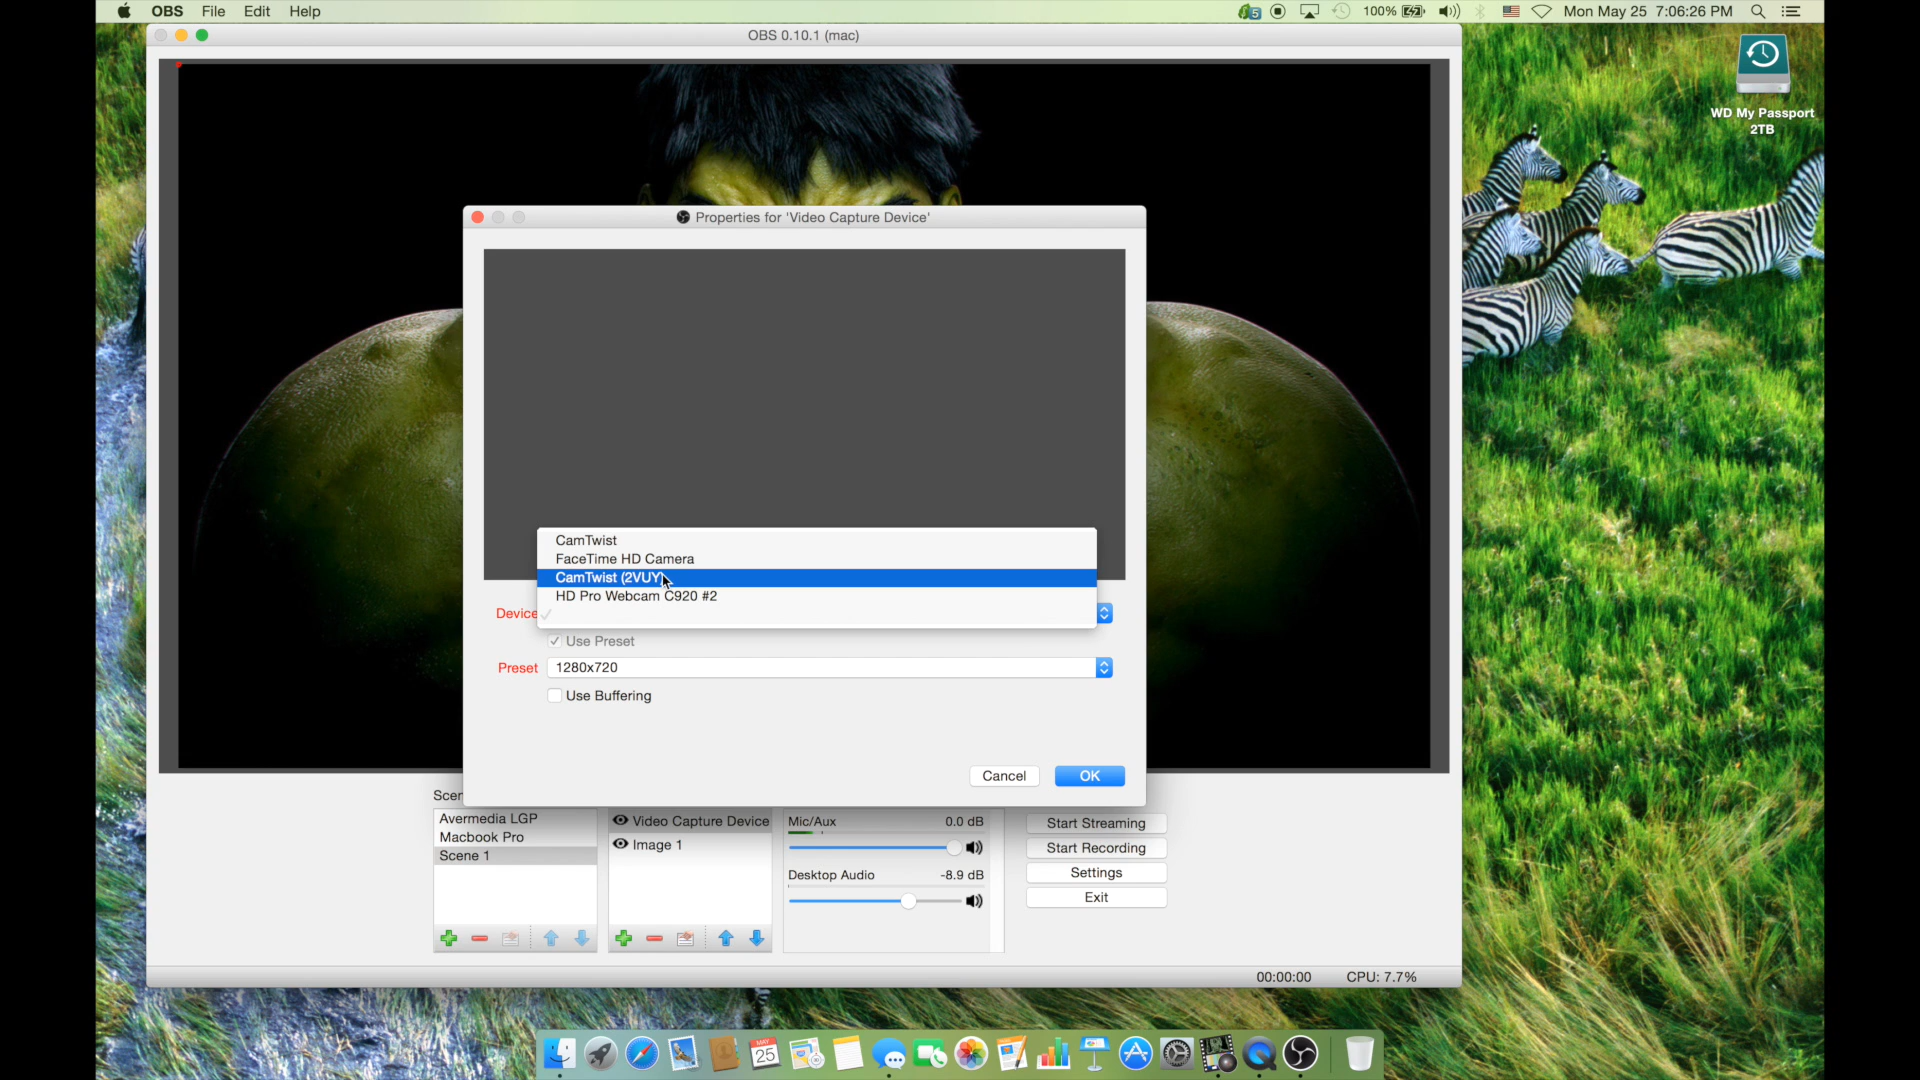 OBS File Edit Help
5
100%
Mon May 25 7:06:26 PM
OBS 0.10.1 (mac)
WD My Passport
2TB
Properties for 'Video Capture Device'
CamTwist
FaceTime HD Camera
CamTwist (2VUY)
HD Pro Webcam C920 #2
Device
Use Preset
Preset 1280x720
Use Buffering
Cancel OK
Scen
Avermedia LGP
Macbook Pro
Scene 1
Video Capture Device
Image 1
Mic/Aux 0.0 dB
Desktop Audio -8.9 dB
Start Streaming
Start Recording
Settings
Exit
00:00:00 CPU: 7.7%
MAY
25